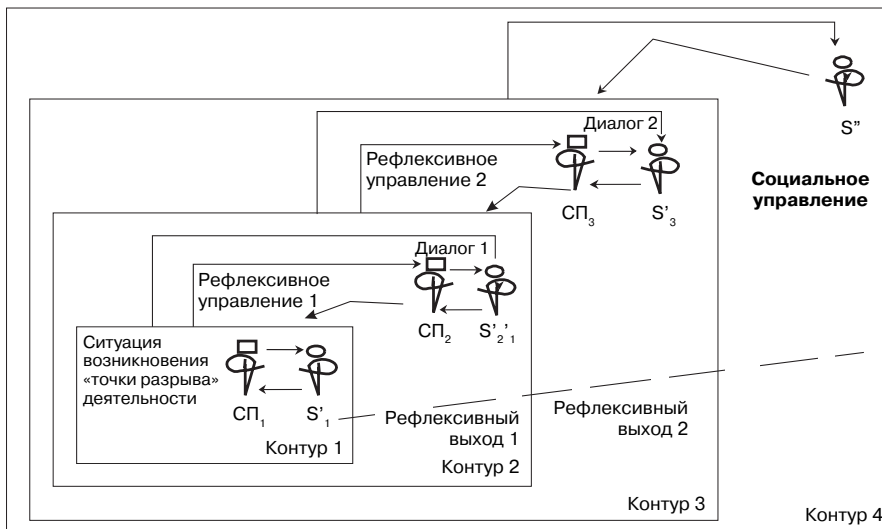 S”
Социальное
управление
Диалог 2
Рефлексивное
управление 2
СП₃
S’₃
Диалог 1
Рефлексивное
управление 1
СП₂
S’₂’₁
Ситуация
возникновения
«точки разрыва»
деятельности
СП₁
S’₁
Контур 1
Рефлексивный
выход 1
Контур 2
Рефлексивный
выход 2
Контур 3
Контур 4